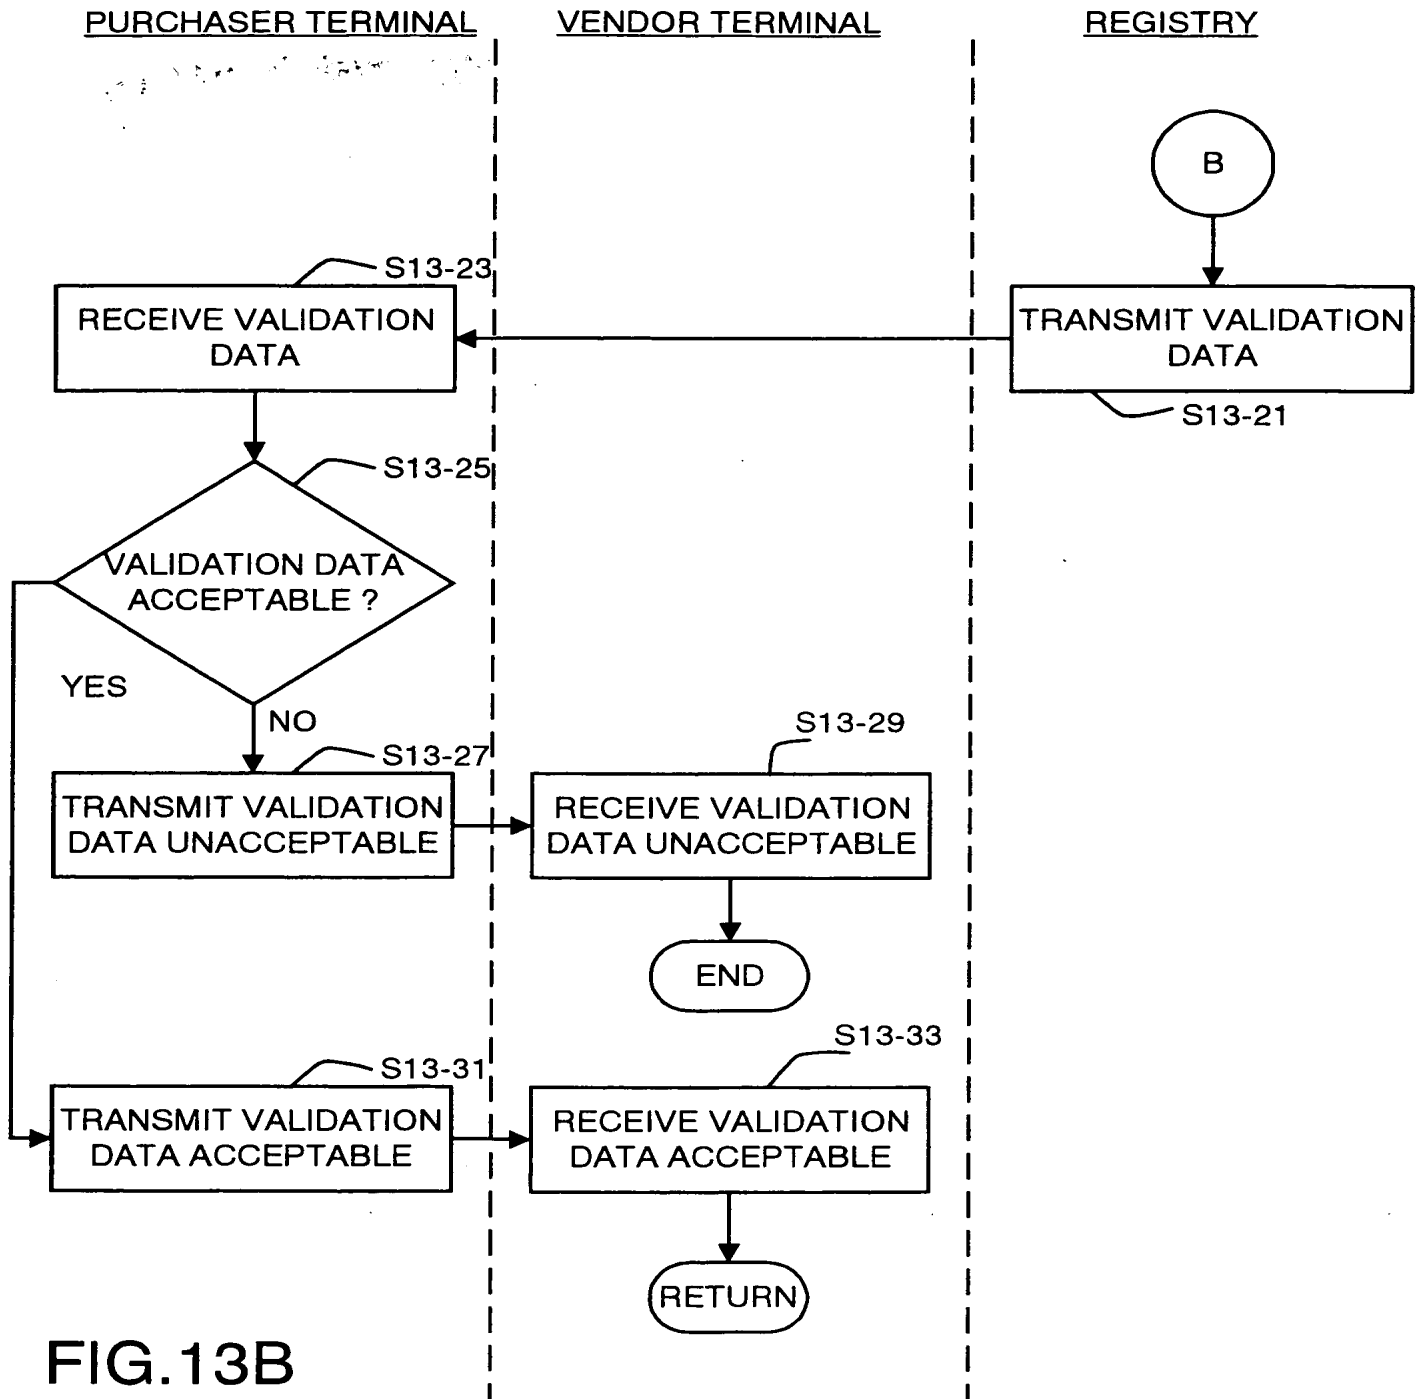 PURCHASER TERMINAL
VENDOR TERMINAL
REGISTRY
B
S13-23
RECEIVE VALIDATION
DATA
TRANSMIT VALIDATION
DATA
S13-21
S13-25
VALIDATION DATA
ACCEPTABLE ?
YES
NO
S13-27
TRANSMIT VALIDATION
DATA UNACCEPTABLE
S13-29
RECEIVE VALIDATION
DATA UNACCEPTABLE
END
S13-31
TRANSMIT VALIDATION
DATA ACCEPTABLE
S13-33
RECEIVE VALIDATION
DATA ACCEPTABLE
RETURN
FIG.13B